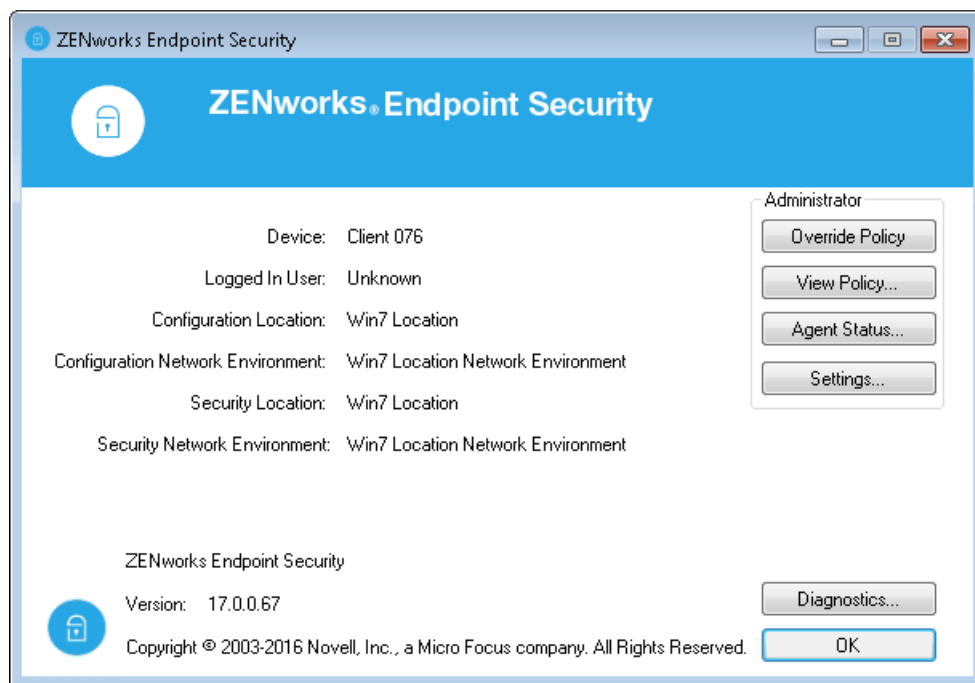 ZENworks Endpoint Security
ZENworks® Endpoint Security
Administrator
Device: Client 076
Override Policy
Logged In User: Unknown
View Policy...
Configuration Location: Win7 Location
Agent Status...
Configuration Network Environment: Win7 Location Network Environment
Settings...
Security Location: Win7 Location
Security Network Environment: Win7 Location Network Environment
ZENworks Endpoint Security
Version: 17.0.0.67
Diagnostics...
Copyright © 2003-2016 Novell, Inc., a Micro Focus company. All Rights Reserved.
OK